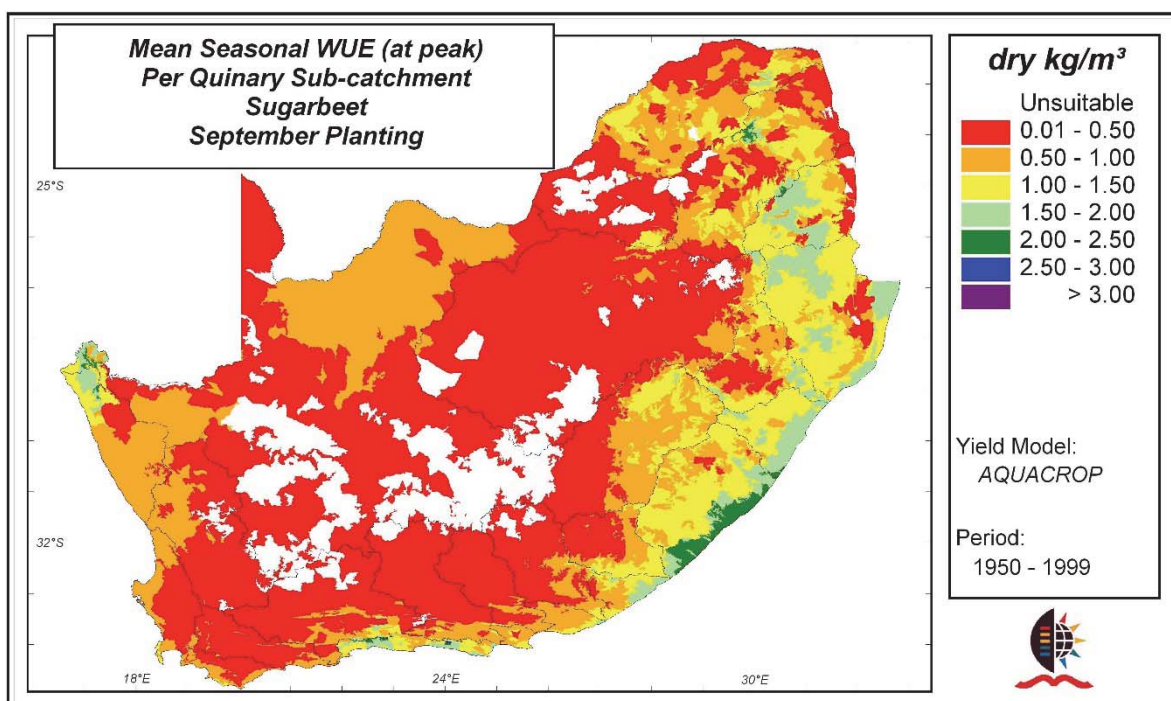 Mean Seasonal WUE (at peak)
Per Quinary Sub-catchment
Sugarbeet
September Planting
dry kg/m³
Unsuitable
0.01 - 0.50
0.50 - 1.00
1.00 - 1.50
1.50 - 2.00
2.00 - 2.50
2.50 - 3.00
> 3.00
Yield Model:
AQUACROP
Period:
1950 - 1999
25°S
32°S
18°E
24°E
30°E